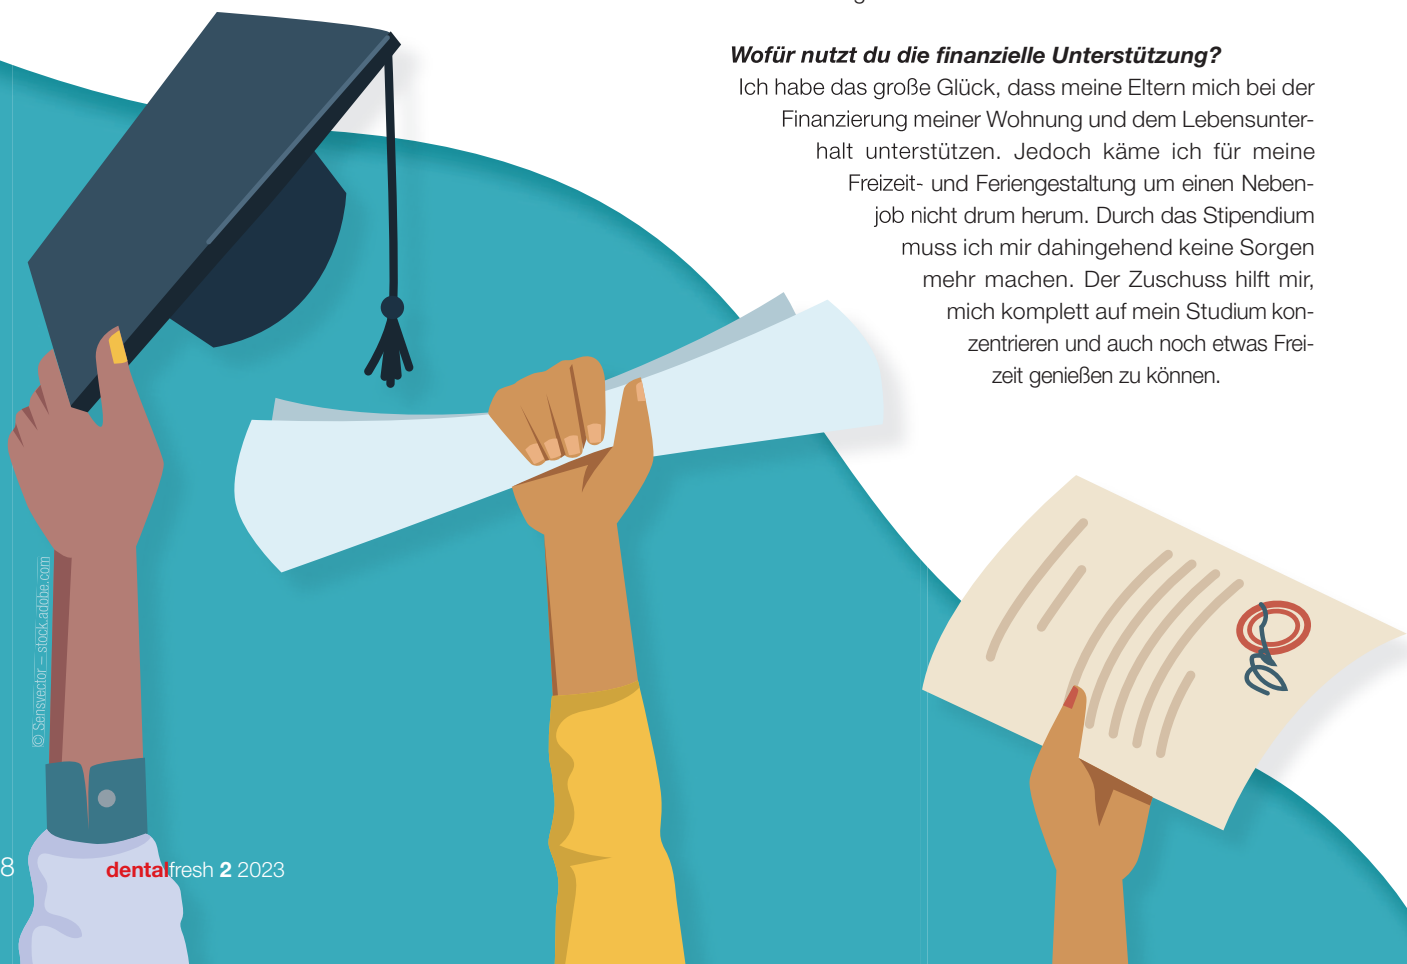 Wofür nutzt du die finanzielle Unterstützung?
Ich habe das große Glück, dass meine Eltern mich bei der
Finanzierung meiner Wohnung und dem Lebensunter-
halt unterstützen. Jedoch käme ich für meine
Freizeit- und Feriengestaltung um einen Neben-
job nicht drum herum. Durch das Stipendium
muss ich mir dahingehend keine Sorgen
mehr machen. Der Zuschuss hilft mir,
mich komplett auf mein Studium kon-
zentrieren und auch noch etwas Frei-
zeit genießen zu können.
© Sensvector – stock.adobe.com
8
dentalfresh 2 2023